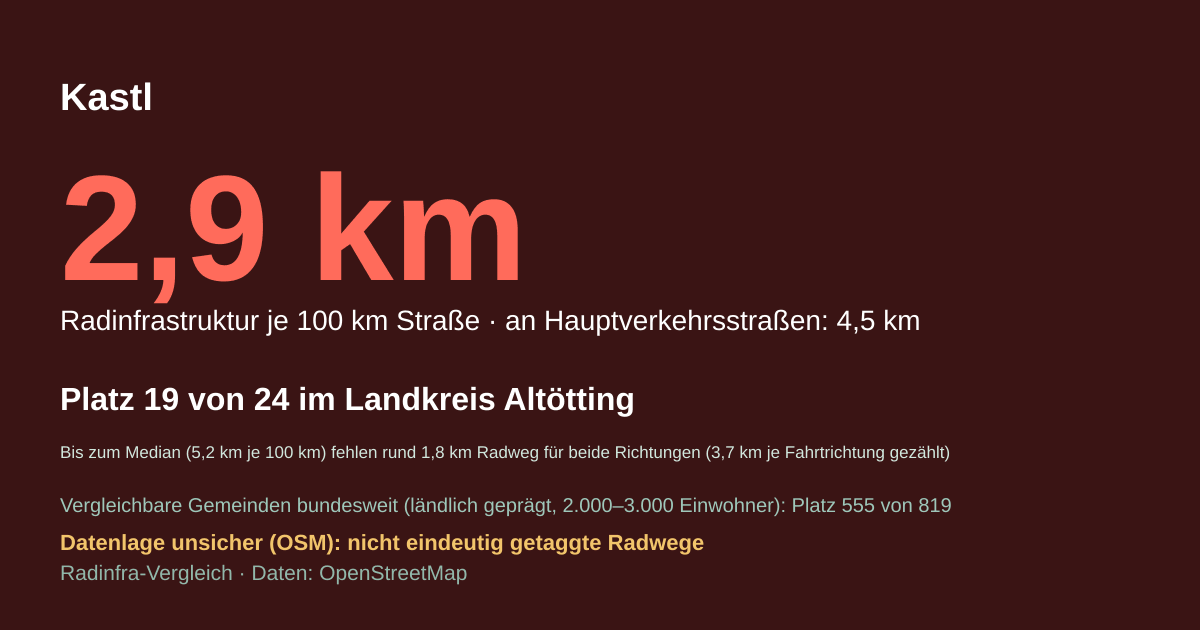 Kastl
2,9 km
Radinfrastruktur je 100 km Straße · an Hauptverkehrsstraßen: 4,5 km
Platz 19 von 24 im Landkreis Altötting
Bis zum Median (5,2 km je 100 km) fehlen rund 1,8 km Radweg für beide Richtungen (3,7 km je Fahrtrichtung gezählt)
Vergleichbare Gemeinden bundesweit (ländlich geprägt, 2.000–3.000 Einwohner): Platz 555 von 819
Datenlage unsicher (OSM): nicht eindeutig getaggte Radwege
Radinfra-Vergleich · Daten: OpenStreetMap